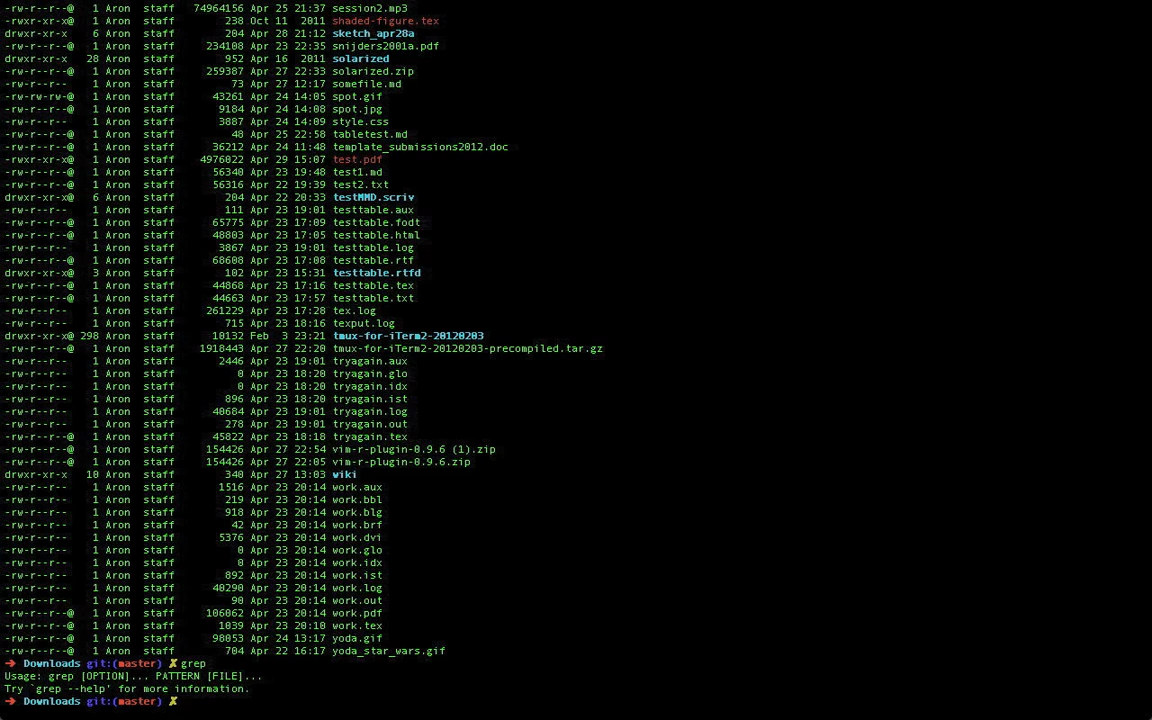 -rw-r--r--@ 1 Aron staff 74964156 Apr 25 21:37 session2.mp3
-rwxr-xr-x@ 1 Aron staff 238 Oct 11 2011 shaded-figure.tex
drwxr-xr-x 6 Aron staff 204 Apr 28 21:12 sketch_apr28a
-rw-r--r--@ 1 Aron staff 234108 Apr 23 22:35 snijders2001a.pdf
drwxr-xr-x 28 Aron staff 952 Apr 16 2011 solarized
-rw-r--r--@ 1 Aron staff 259387 Apr 27 22:33 solarized.zip
-rw-r--r-- 1 Aron staff 73 Apr 27 12:17 somefile.md
-rw-rw-rw-@ 1 Aron staff 43261 Apr 24 14:05 spot.gif
-rw-r--r--@ 1 Aron staff 9184 Apr 24 14:08 spot.jpg
-rw-r--r-- 1 Aron staff 3887 Apr 24 14:09 style.css
-rw-r--r--@ 1 Aron staff 48 Apr 25 22:58 tabletest.md
-rw-r--r--@ 1 Aron staff 36212 Apr 24 11:48 template_submissions2012.doc
-rwxr-xr-x@ 1 Aron staff 4976022 Apr 29 15:07 test.pdf
-rw-r--r--@ 1 Aron staff 56340 Apr 23 19:48 test1.md
-rw-r--r--@ 1 Aron staff 56316 Apr 22 19:39 test2.txt
drwxr-xr-x@ 6 Aron staff 204 Apr 22 20:33 testMMD.scriv
-rw-r--r-- 1 Aron staff 111 Apr 23 19:01 testtable.aux
-rw-r--r--@ 1 Aron staff 65775 Apr 23 17:09 testtable.fodt
-rw-r--r--@ 1 Aron staff 48803 Apr 23 17:05 testtable.html
-rw-r--r-- 1 Aron staff 3867 Apr 23 19:01 testtable.log
-rw-r--r--@ 1 Aron staff 68608 Apr 23 17:08 testtable.rtf
drwxr-xr-x@ 3 Aron staff 102 Apr 23 15:31 testtable.rtfd
-rw-r--r--@ 1 Aron staff 44868 Apr 23 17:16 testtable.tex
-rw-r--r--@ 1 Aron staff 44663 Apr 23 17:57 testtable.txt
-rw-r--r-- 1 Aron staff 261229 Apr 23 17:28 tex.log
-rw-r--r-- 1 Aron staff 715 Apr 23 18:16 texput.log
drwxr-xr-x@ 298 Aron staff 10132 Feb 3 23:21 tmux-for-iTerm2-20120203
-rw-r--r--@ 1 Aron staff 1918443 Apr 27 22:20 tmux-for-iTerm2-20120203-precompiled.tar.gz
-rw-r--r-- 1 Aron staff 2446 Apr 23 19:01 tryagain.aux
-rw-r--r-- 1 Aron staff 0 Apr 23 18:20 tryagain.glo
-rw-r--r-- 1 Aron staff 0 Apr 23 18:20 tryagain.idx
-rw-r--r-- 1 Aron staff 896 Apr 23 18:20 tryagain.ist
-rw-r--r-- 1 Aron staff 40684 Apr 23 19:01 tryagain.log
-rw-r--r-- 1 Aron staff 278 Apr 23 19:01 tryagain.out
-rw-r--r--@ 1 Aron staff 45822 Apr 23 18:18 tryagain.tex
-rw-r--r--@ 1 Aron staff 154426 Apr 27 22:54 vim-r-plugin-0.9.6 (1).zip
-rw-r--r--@ 1 Aron staff 154426 Apr 27 22:05 vim-r-plugin-0.9.6.zip
drwxr-xr-x 10 Aron staff 340 Apr 27 13:03 wiki
-rw-r--r-- 1 Aron staff 1516 Apr 23 20:14 work.aux
-rw-r--r-- 1 Aron staff 219 Apr 23 20:14 work.bbl
-rw-r--r-- 1 Aron staff 918 Apr 23 20:14 work.blg
-rw-r--r-- 1 Aron staff 42 Apr 23 20:14 work.brf
-rw-r--r-- 1 Aron staff 5376 Apr 23 20:14 work.dvi
-rw-r--r-- 1 Aron staff 0 Apr 23 20:14 work.glo
-rw-r--r-- 1 Aron staff 0 Apr 23 20:14 work.idx
-rw-r--r-- 1 Aron staff 892 Apr 23 20:14 work.ist
-rw-r--r-- 1 Aron staff 40290 Apr 23 20:14 work.log
-rw-r--r-- 1 Aron staff 90 Apr 23 20:14 work.out
-rw-r--r--@ 1 Aron staff 106062 Apr 23 20:14 work.pdf
-rw-r--r--@ 1 Aron staff 1039 Apr 23 20:10 work.tex
-rw-r--r--@ 1 Aron staff 98053 Apr 24 13:17 yoda.gif
-rw-r--r--@ 1 Aron staff 704 Apr 22 16:17 yoda_star_wars.gif
➜ Downloads git:(master) ✗ grep
Usage: grep [OPTION]... PATTERN [FILE]...
Try `grep --help' for more information.
➜ Downloads git:(master) ✗